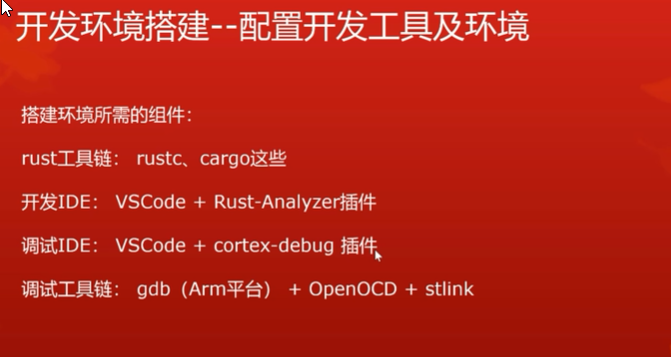 开发环境搭建--配置开发工具及环境
搭建环境所需的组件：
rust工具链： rustc、cargo这些
开发IDE： VSCode + Rust-Analyzer插件
调试IDE： VSCode + cortex-debug 插件
调试工具链： gdb（Arm平台） + OpenOCD + stlink